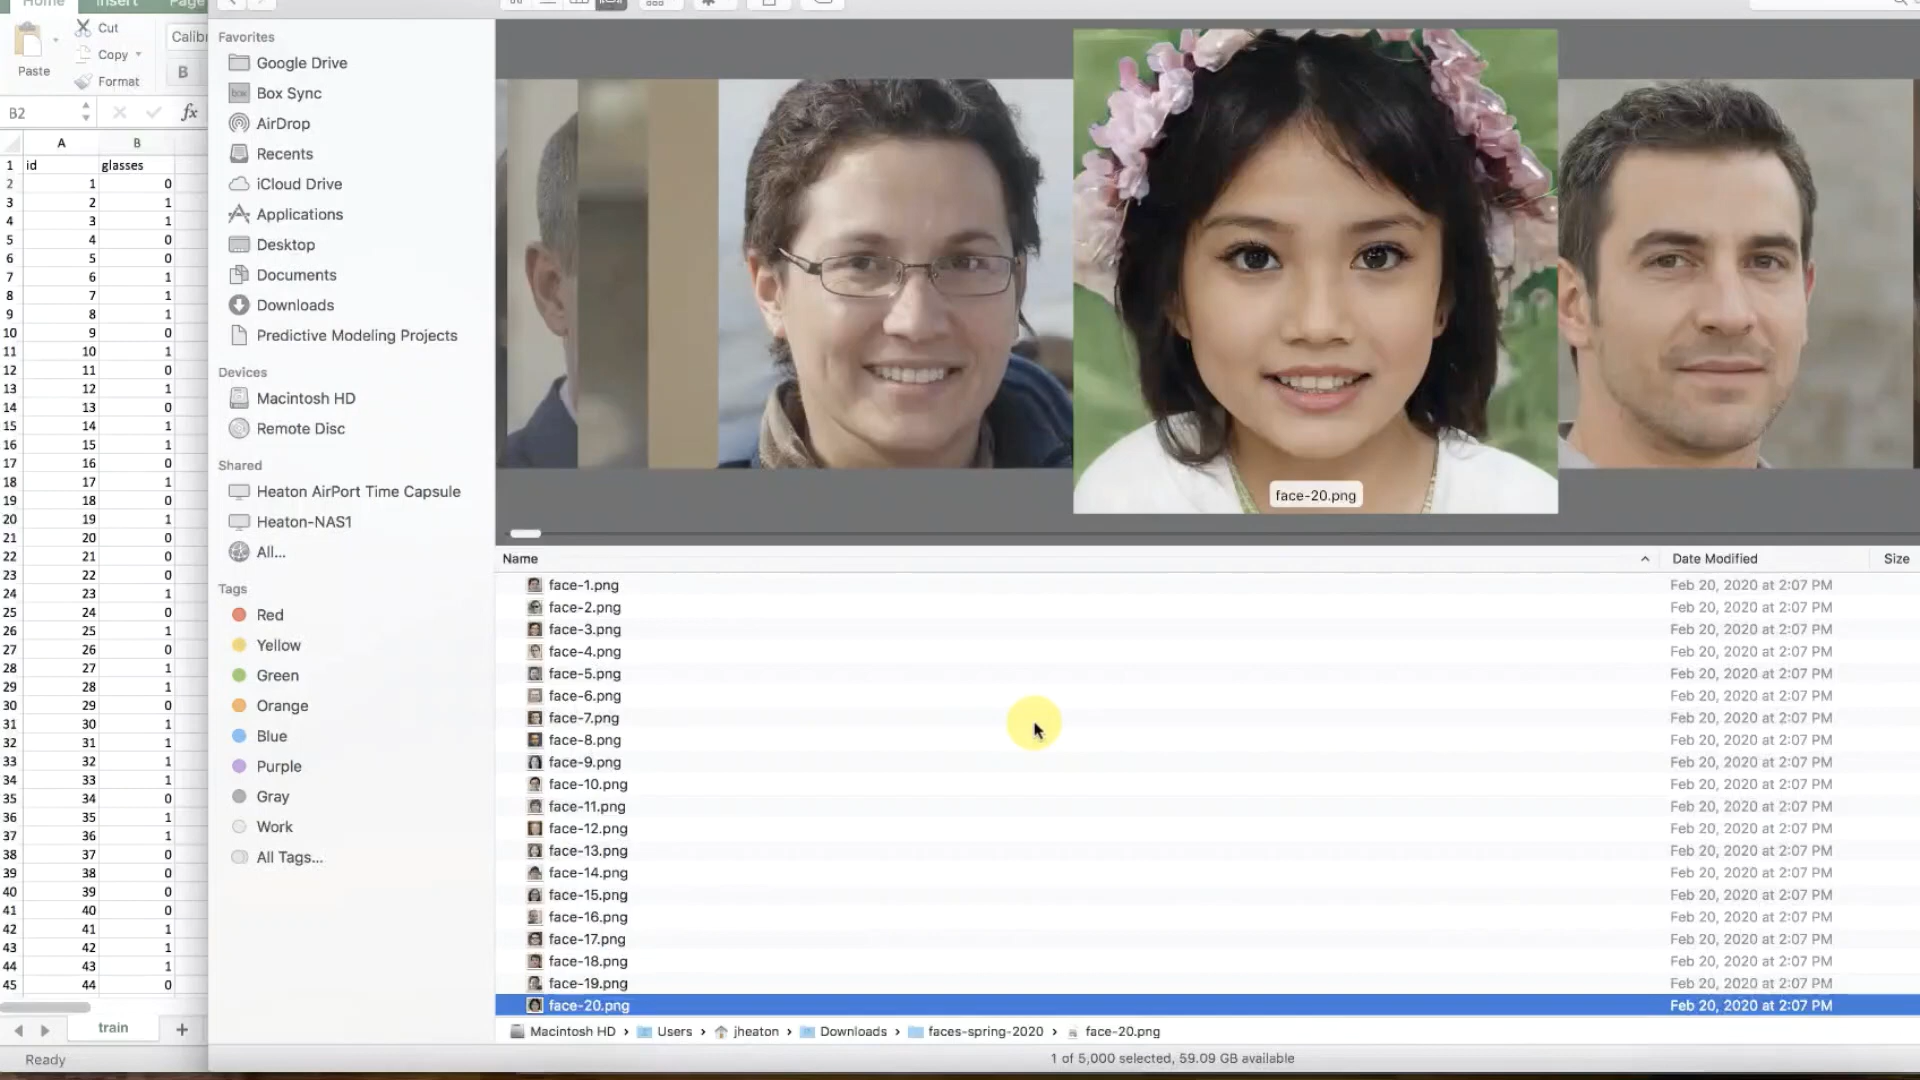 Home Insert Page
Cut
Calib
Copy
Paste
Format
B
B2
fx
A B
1 id glasses
2 1 0
3 2 1
4 3 1
5 4 0
6 5 0
7 6 1
8 7 1
9 8 1
10 9 0
11 10 1
12 11 0
13 12 1
14 13 0
15 14 1
16 15 1
17 16 0
18 17 1
19 18 0
20 19 1
21 20 0
22 21 0
23 22 0
24 23 1
25 24 0
26 25 1
27 26 0
28 27 1
29 28 1
30 29 0
31 30 1
32 31 1
33 32 1
34 33 1
35 34 0
36 35 1
37 36 1
38 37 0
39 38 0
40 39 0
41 40 0
42 41 1
43 42 1
44 43 1
45 44 0
train
Ready
Favorites
Google Drive
box Box Sync
AirDrop
Recents
iCloud Drive
Applications
Desktop
Documents
Downloads
Predictive Modeling Projects
Devices
Macintosh HD
Remote Disc
Shared
Heaton AirPort Time Capsule
Heaton-NAS1
All...
Tags
Red
Yellow
Green
Orange
Blue
Purple
Gray
Work
All Tags...
face-20.png
Name Date Modified Size
face-1.png Feb 20, 2020 at 2:07 PM
face-2.png Feb 20, 2020 at 2:07 PM
face-3.png Feb 20, 2020 at 2:07 PM
face-4.png Feb 20, 2020 at 2:07 PM
face-5.png Feb 20, 2020 at 2:07 PM
face-6.png Feb 20, 2020 at 2:07 PM
face-7.png Feb 20, 2020 at 2:07 PM
face-8.png Feb 20, 2020 at 2:07 PM
face-9.png Feb 20, 2020 at 2:07 PM
face-10.png Feb 20, 2020 at 2:07 PM
face-11.png Feb 20, 2020 at 2:07 PM
face-12.png Feb 20, 2020 at 2:07 PM
face-13.png Feb 20, 2020 at 2:07 PM
face-14.png Feb 20, 2020 at 2:07 PM
face-15.png Feb 20, 2020 at 2:07 PM
face-16.png Feb 20, 2020 at 2:07 PM
face-17.png Feb 20, 2020 at 2:07 PM
face-18.png Feb 20, 2020 at 2:07 PM
face-19.png Feb 20, 2020 at 2:07 PM
face-20.png Feb 20, 2020 at 2:07 PM
Macintosh HD › Users › jheaton › Downloads › faces-spring-2020 › face-20.png
1 of 5,000 selected, 59.09 GB available